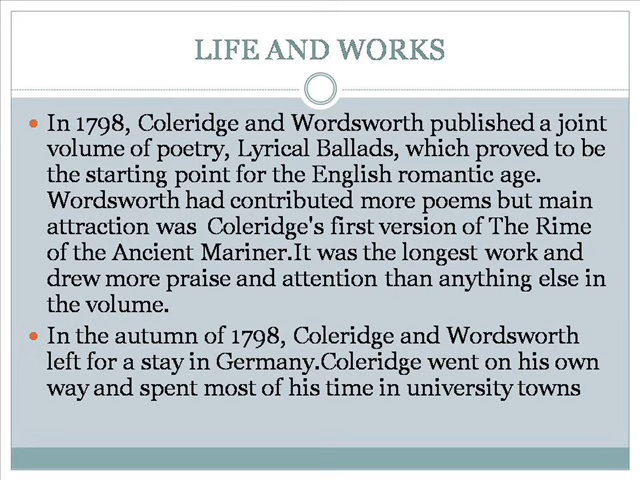 LIFE AND WORKS
• In 1798, Coleridge and Wordsworth published a joint
volume of poetry, Lyrical Ballads, which proved to be
the starting point for the English romantic age.
Wordsworth had contributed more poems but main
attraction was  Coleridge's first version of The Rime
of the Ancient Mariner.It was the longest work and
drew more praise and attention than anything else in
the volume.
• In the autumn of 1798, Coleridge and Wordsworth
left for a stay in Germany.Coleridge went on his own
way and spent most of his time in university towns